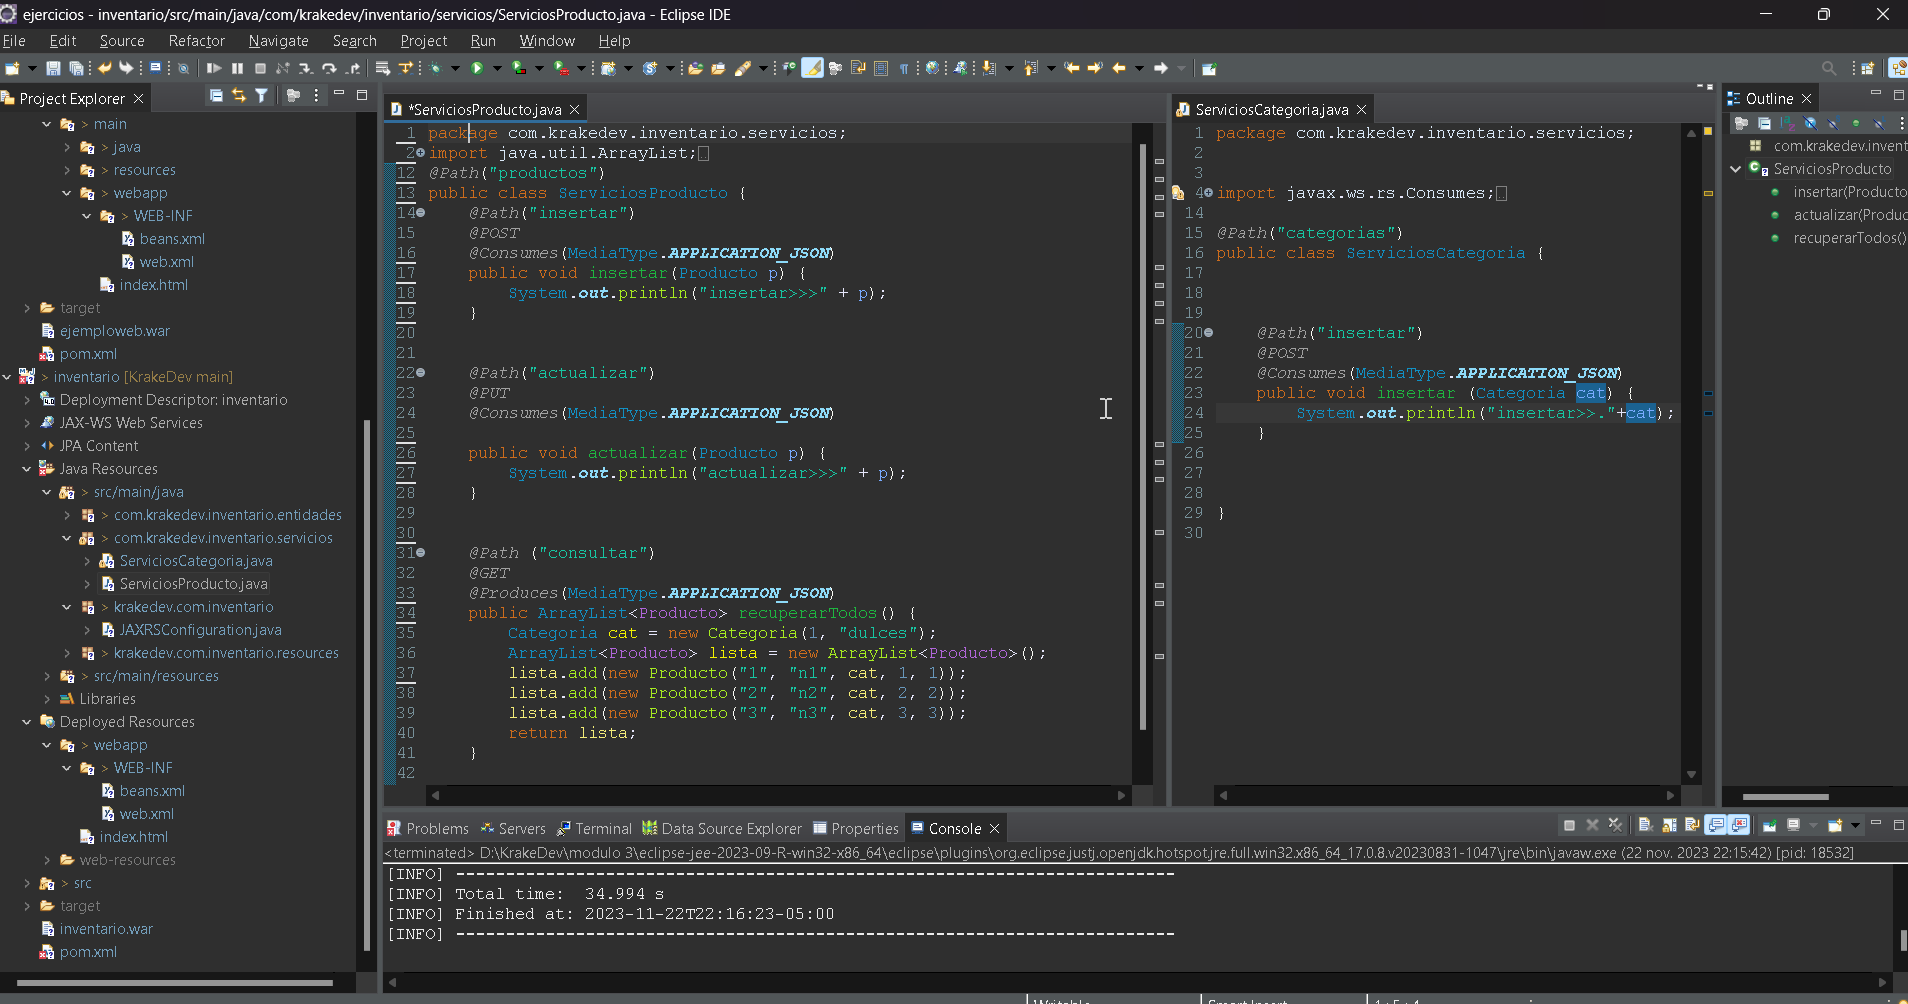 ejercicios - inventario/src/main/java/com/krakedev/inventario/servicios/ServiciosProducto.java - Eclipse IDE
File Edit Source Refactor Navigate Search Project Run Window Help
Project Explorer
> main
> java
> resources
> webapp
> WEB-INF
beans.xml
web.xml
index.html
target
ejemploweb.war
pom.xml
> inventario [KrakeDev main]
Deployment Descriptor: inventario
JAX-WS Web Services
JPA Content
Java Resources
> src/main/java
> com.krakedev.inventario.entidades
> com.krakedev.inventario.servicios
ServiciosCategoria.java
ServiciosProducto.java
> krakedev.com.inventario
JAXRSConfiguration.java
> krakedev.com.inventario.resources
> src/main/resources
Libraries
Deployed Resources
> webapp
> WEB-INF
beans.xml
web.xml
index.html
web-resources
> src
target
inventario.war
pom.xml
*ServiciosProducto.java
1 package com.krakedev.inventario.servicios;
2 import java.util.ArrayList;
12 @Path("productos")
13 public class ServiciosProducto {
14 @Path("insertar")
15 @POST
16 @Consumes(MediaType.APPLICATION_JSON)
17 public void insertar(Producto p) {
18 System.out.println("insertar>>>" + p);
19 }
20
21
22 @Path("actualizar")
23 @PUT
24 @Consumes(MediaType.APPLICATION_JSON)
25
26 public void actualizar(Producto p) {
27 System.out.println("actualizar>>>" + p);
28 }
29
30
31 @Path ("consultar")
32 @GET
33 @Produces(MediaType.APPLICATION_JSON)
34 public ArrayList<Producto> recuperarTodos() {
35 Categoria cat = new Categoria(1, "dulces");
36 ArrayList<Producto> lista = new ArrayList<Producto>();
37 lista.add(new Producto("1", "n1", cat, 1, 1));
38 lista.add(new Producto("2", "n2", cat, 2, 2));
39 lista.add(new Producto("3", "n3", cat, 3, 3));
40 return lista;
41 }
42
ServiciosCategoria.java
1 package com.krakedev.inventario.servicios;
2
3
4 import javax.ws.rs.Consumes;
14
15 @Path("categorias")
16 public class ServiciosCategoria {
17
18
19
20 @Path("insertar")
21 @POST
22 @Consumes(MediaType.APPLICATION_JSON)
23 public void insertar (Categoria cat) {
24 System.out.println("insertar>>."+cat);
25 }
26
27
28
29 }
30
Outline
com.krakedev.invent
ServiciosProducto
insertar(Producto
actualizar(Produc
recuperarTodos()
Problems Servers Terminal Data Source Explorer Properties Console
<terminated> D:\KrakeDev\modulo 3\eclipse-jee-2023-09-R-win32-x86_64\eclipse\plugins\org.eclipse.justj.openjdk.hotspot.jre.full.win32.x86_64_17.0.8.v20230831-1047\jre\bin\javaw.exe (22 nov. 2023 22:15:42) [pid: 18532]
[INFO] ------------------------------------------------------------------------
[INFO] Total time: 34.994 s
[INFO] Finished at: 2023-11-22T22:16:23-05:00
[INFO] ------------------------------------------------------------------------